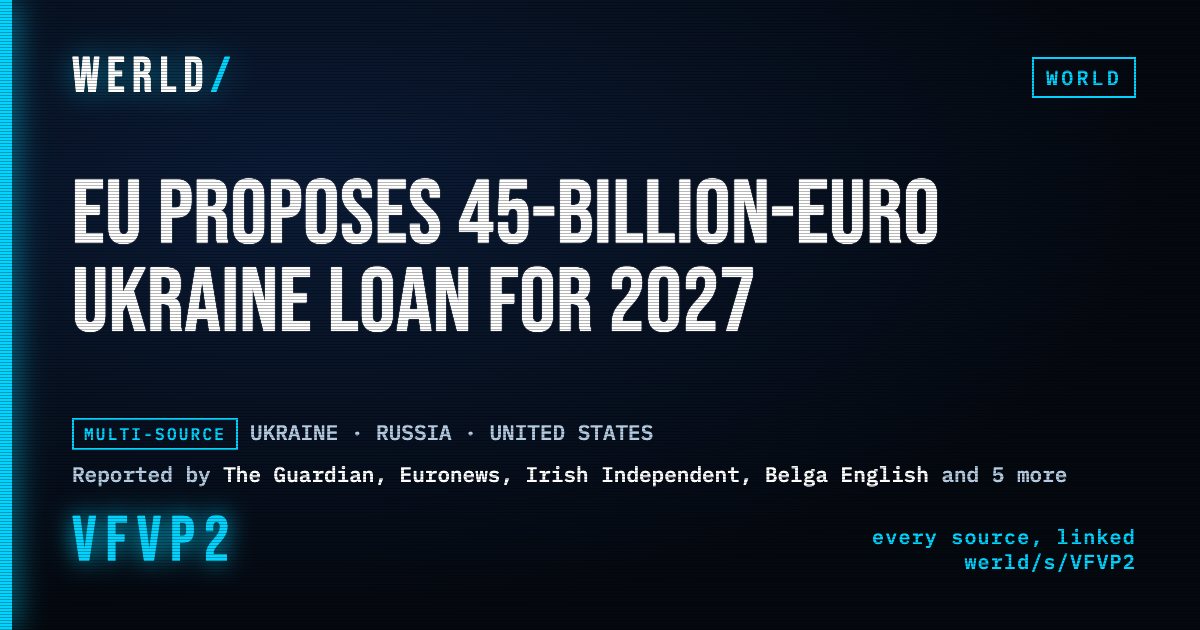 WERLD/
WORLD
EU PROPOSES 45-BILLION-EURO
UKRAINE LOAN FOR 2027
MULTI-SOURCE UKRAINE · RUSSIA · UNITED STATES
Reported by The Guardian, Euronews, Irish Independent, Belga English and 5 more
VFVP2
every source, linked
werld/s/VFVP2